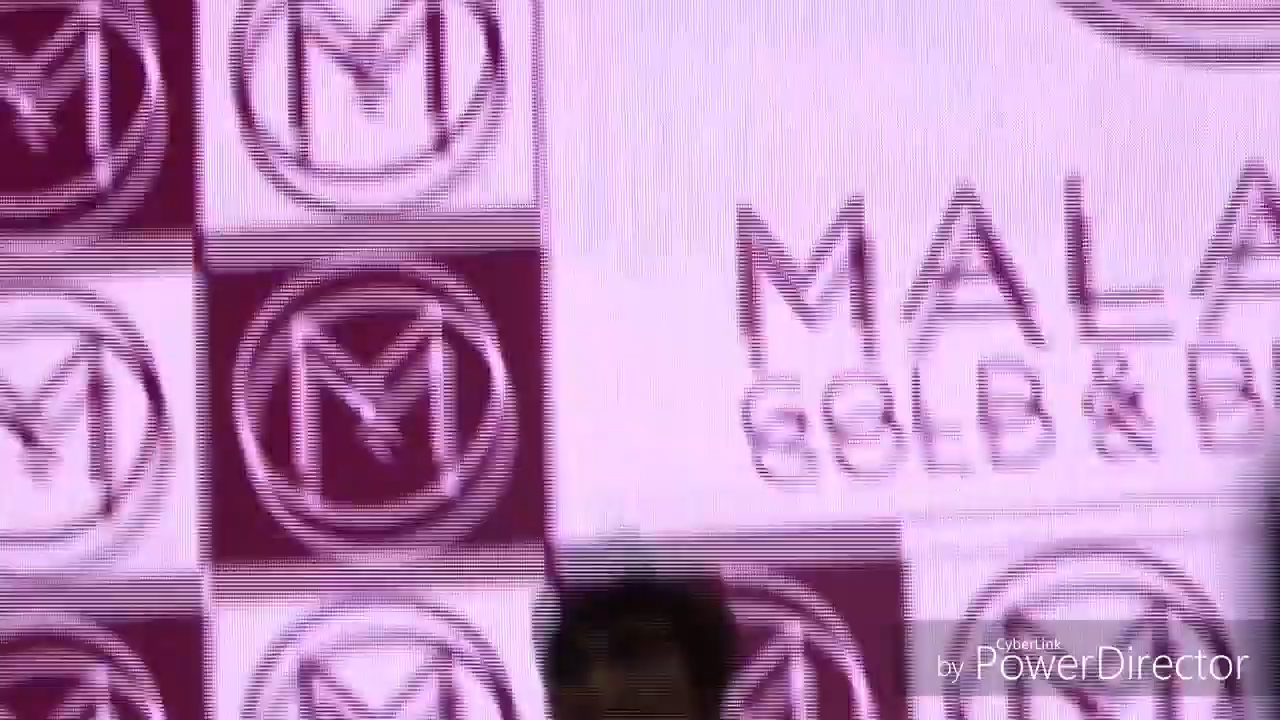 M M
MALA
M M
GOLD & D
M M M
CyberLink
by PowerDirector